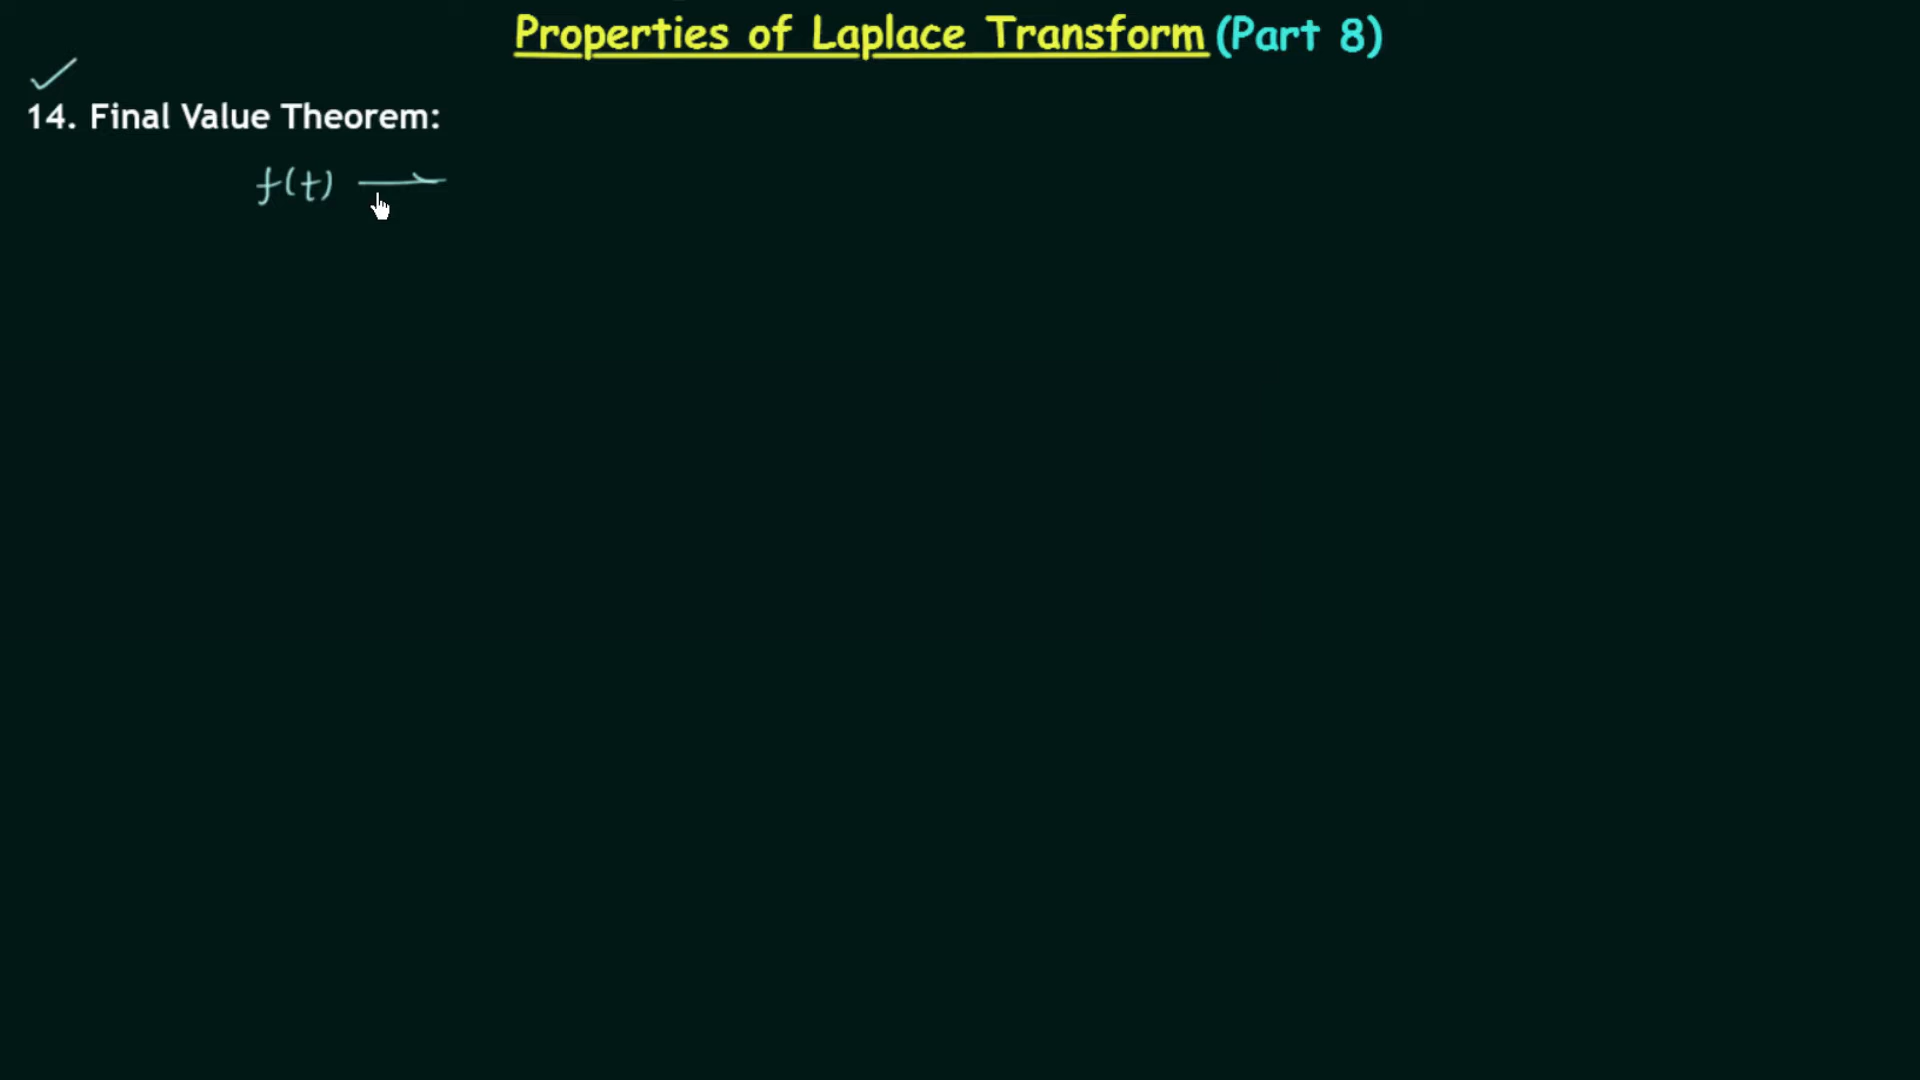 Properties of Laplace Transform (Part 8)
14. Final Value Theorem:
f(t)